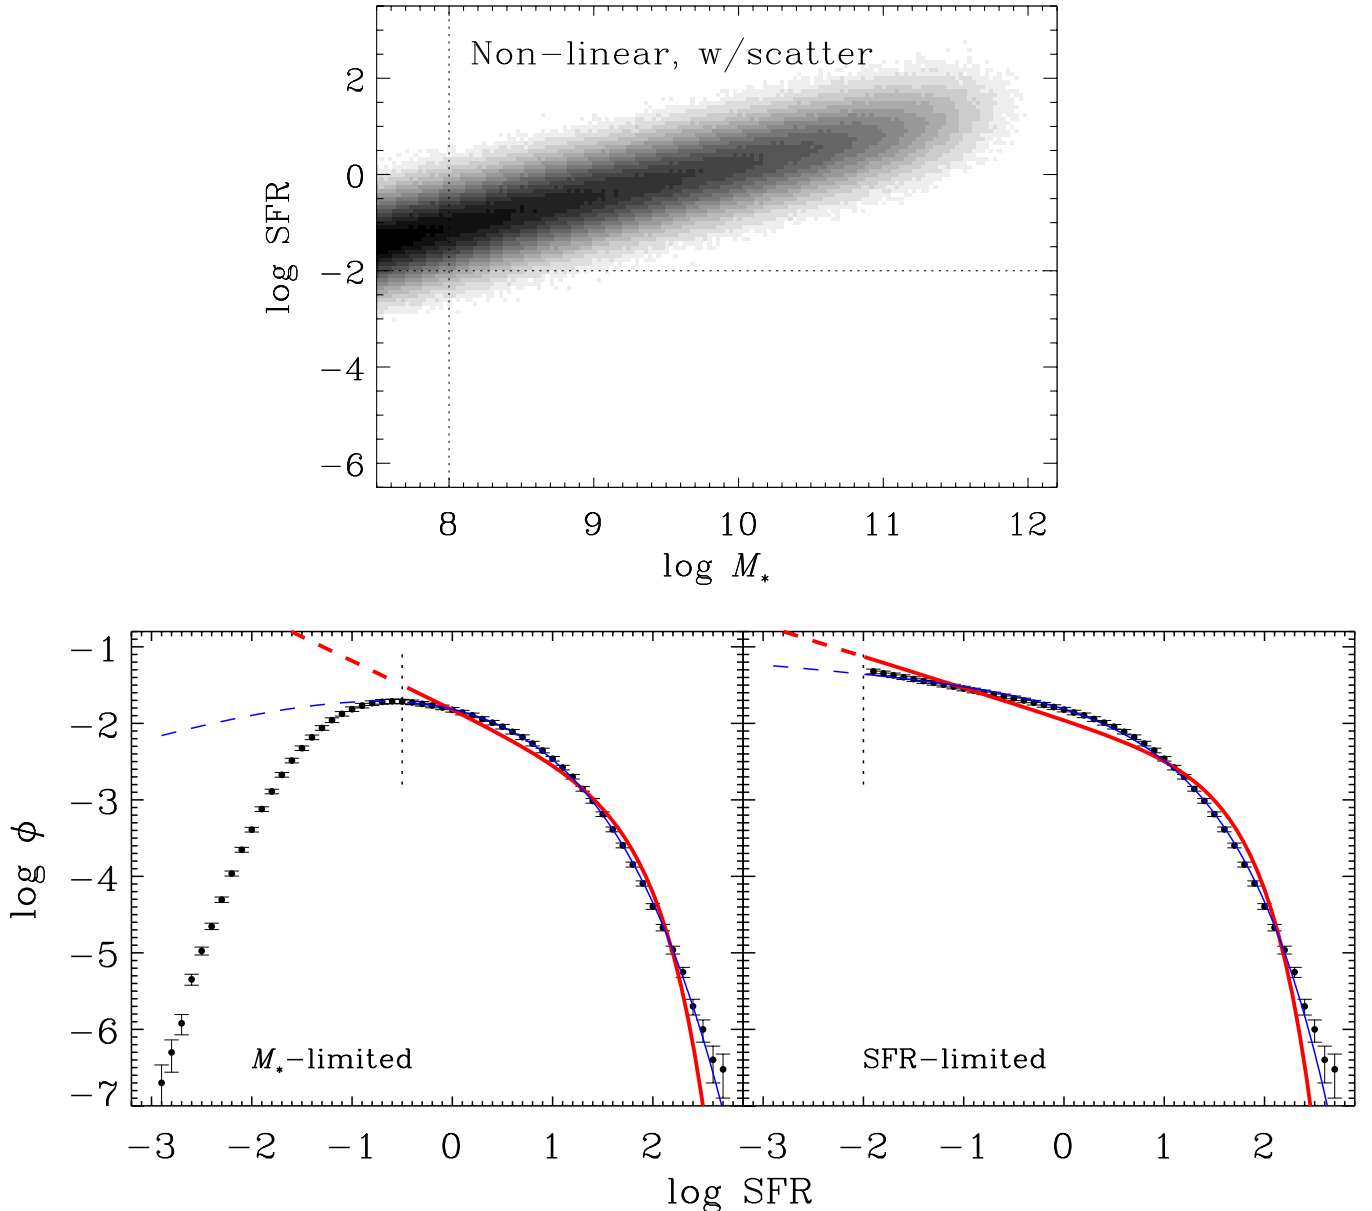 Non-linear, w/scatter
2
0
−2
−4
−6
log SFR
8 9 10 11 12
log M*
−1
−2
−3
−4
−5
−6
−7
log ϕ
M*-limited
SFR-limited
−3 −2 −1 0 1 2 −3 −2 −1 0 1 2
log SFR